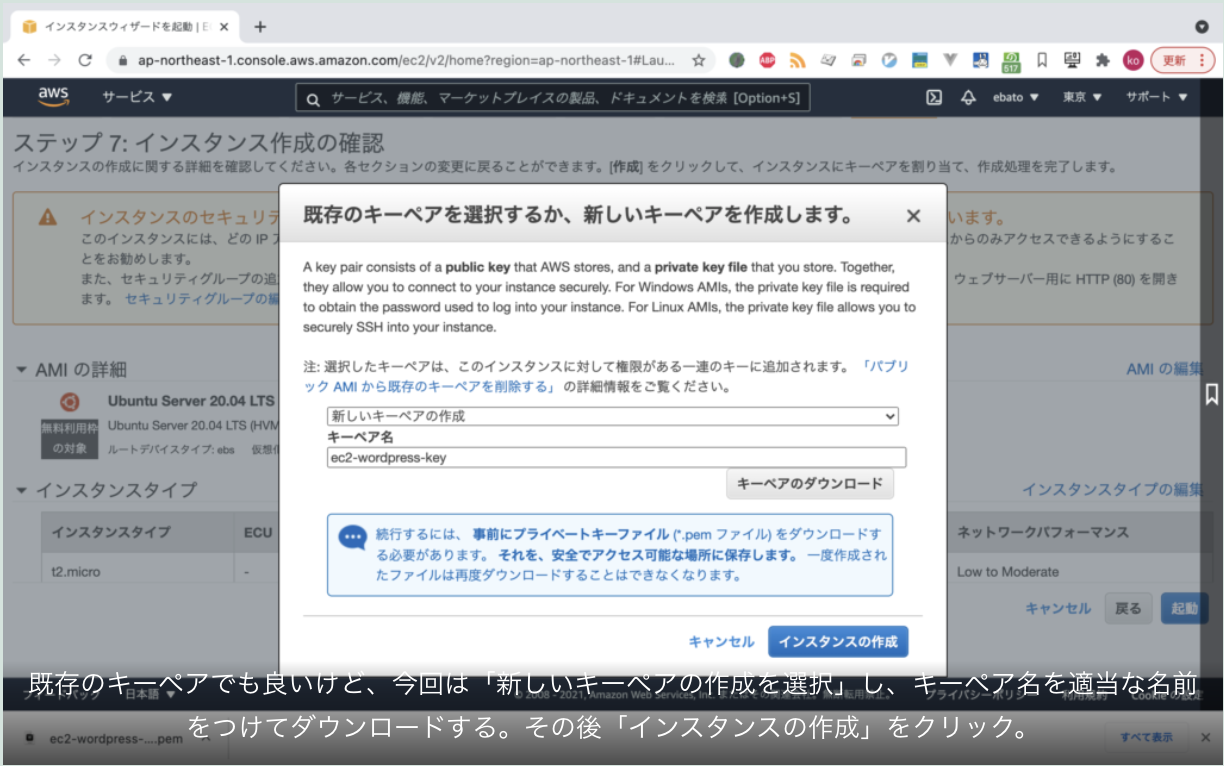 インスタンスウィザードを起動 | E
ap-northeast-1.console.aws.amazon.com/ec2/v2/home?region=ap-northeast-1#Lau...
ABP
517
ko
更新
aws
サービス
サービス、機能、マーケットプレイスの製品、ドキュメントを検索 [Option+S]
ebato
東京
サポート
ステップ 7: インスタンス作成の確認
インスタンスの作成に関する詳細を確認してください。各セクションの変更に戻ることができます。[作成] をクリックして、インスタンスにキーペアを割り当て、作成処理を完了します。
インスタンスのセキュリテ
います。
このインスタンスには、どの IP ア
からのみアクセスできるようにするこ
とをお勧めします。
また、セキュリティグループの追
ウェブサーバー用に HTTP (80) を開き
ます。 セキュリティグループの編
既存のキーペアを選択するか、新しいキーペアを作成します。
A key pair consists of a public key that AWS stores, and a private key file that you store. Together,
they allow you to connect to your instance securely. For Windows AMIs, the private key file is required
to obtain the password used to log into your instance. For Linux AMIs, the private key file allows you to
securely SSH into your instance.
注: 選択したキーペアは、このインスタンスに対して権限がある一連のキーに追加されます。 「パブリ
ック AMI から既存のキーペアを削除する」 の詳細情報をご覧ください。
新しいキーペアの作成
キーペア名
ec2-wordpress-key
キーペアのダウンロード
続行するには、 事前にプライベートキーファイル (*.pem ファイル) をダウンロードす
る必要があります。 それを、安全でアクセス可能な場所に保存します。 一度作成され
たファイルは再度ダウンロードすることはできなくなります。
キャンセル
インスタンスの作成
AMI の詳細
AMI の編集
Ubuntu Server 20.04 LTS
無料利用枠
の対象
Ubuntu Server 20.04 LTS (HVM
ルートデバイスタイプ: ebs 仮想
インスタンスタイプ
インスタンスタイプの編集
インスタンスタイプ
ECU
ネットワークパフォーマンス
t2.micro
-
Low to Moderate
キャンセル
戻る
起動
日本語
2008 - 2021, Amazon Web Services, Inc.
プライバシーポリシー
利用規約
Cookie の設定
既存のキーペアでも良いけど、今回は「新しいキーペアの作成を選択」し、キーペア名を適当な名前
をつけてダウンロードする。その後「インスタンスの作成」をクリック。
ec2-wordpress-....pem
すべて表示